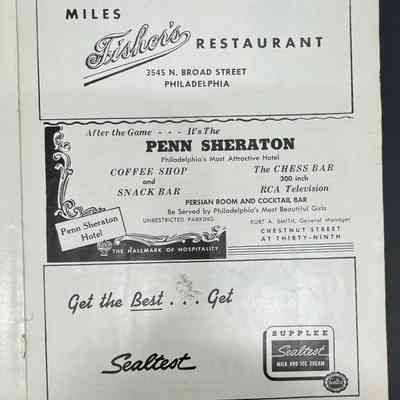 MILES
Fisher's RESTAURANT
3545 N. BROAD STREET
PHILADELPHIA
After the Game - - - It's The
PENN SHERATON
Philadelphia's Most Attractive Hotel
COFFEE SHOP
and
SNACK BAR
The CHESS BAR
300 inch
RCA Television
PERSIAN ROOM AND COCKTAIL BAR
Be Served by Philadelphia's Most Beautiful Girls
UNRESTRICTED PARKING
KURT A. SMITH, General Manager
CHESTNUT STREET
AT THIRTY-NINTH
Penn Sheraton
Hotel
THE HALLMARK OF HOSPITALITY
Get the Best . . . Get
Sealtest
SUPPLEE
Sealtest
MILK AND ICE CREAM